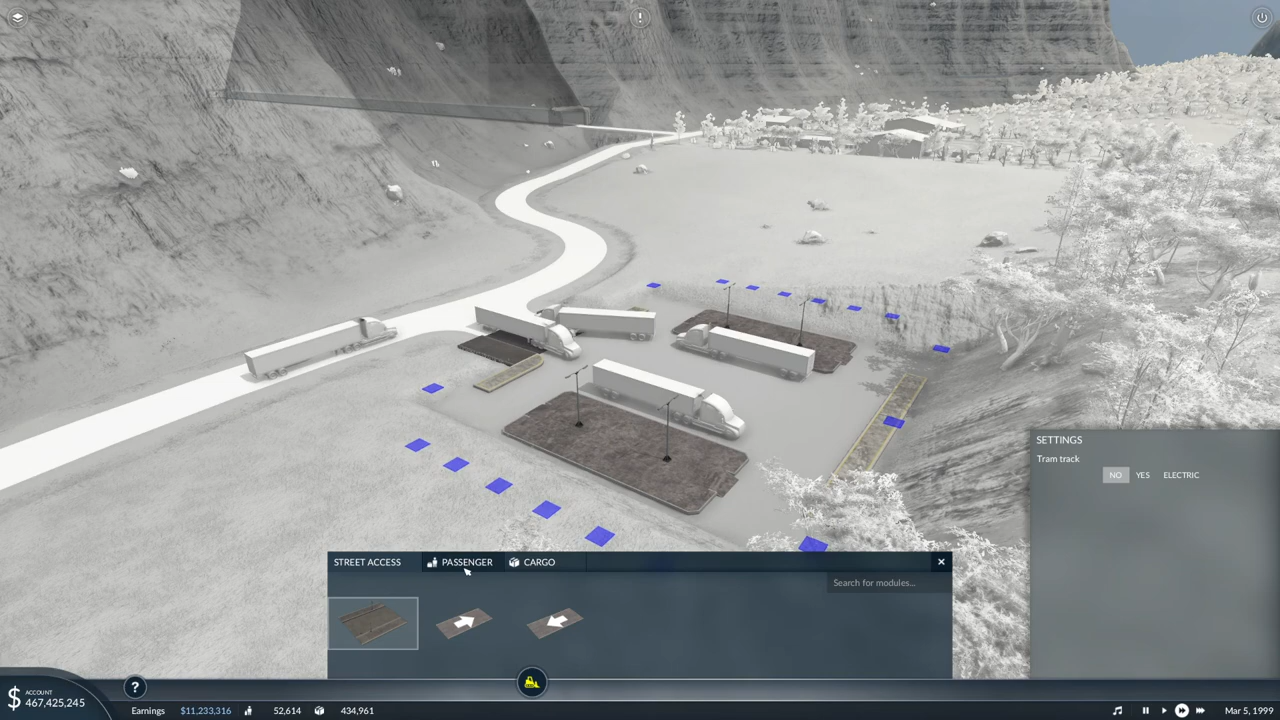 SETTINGS
Tram track
NO YES ELECTRIC
STREET ACCESS PASSENGER CARGO
Search for modules...
$ ACCOUNT
467,425,245
?
Earnings $11,233,316 52,614 434,961
Mar 5, 1999